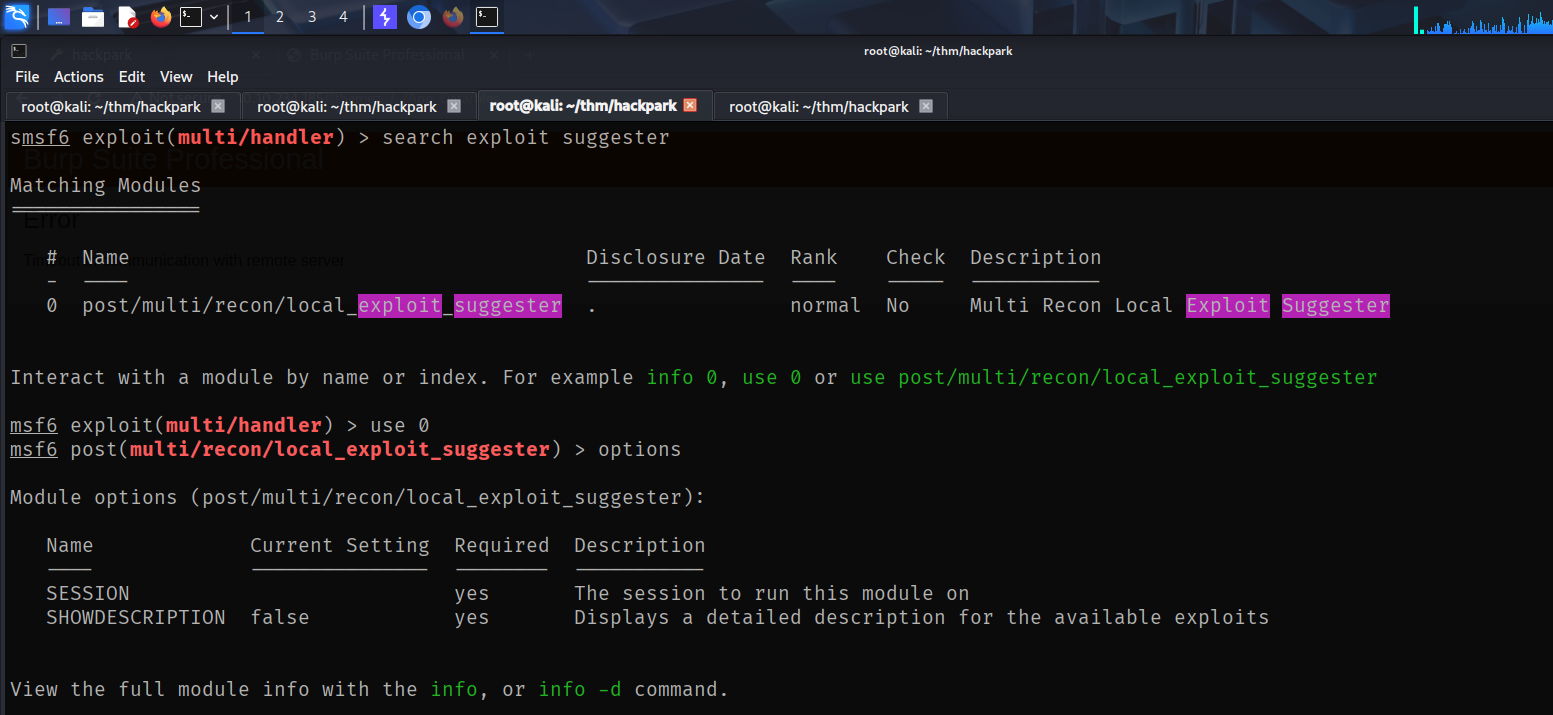 1 2 3 4
hackpark Burp Suite Professional
root@kali: ~/thm/hackpark
File Actions Edit View Help
root@kali: ~/thm/hackpark root@kali: ~/thm/hackpark root@kali: ~/thm/hackpark root@kali: ~/thm/hackpark
smsf6 exploit(multi/handler) > search exploit suggester
Burp Suite Professional
Matching Modules
================
Error
# Name Disclosure Date Rank Check Description
- ---- --------------- ---- ----- -----------
0 post/multi/recon/local_exploit_suggester . normal No Multi Recon Local Exploit Suggester
Interact with a module by name or index. For example info 0, use 0 or use post/multi/recon/local_exploit_suggester
msf6 exploit(multi/handler) > use 0
msf6 post(multi/recon/local_exploit_suggester) > options
Module options (post/multi/recon/local_exploit_suggester):
Name Current Setting Required Description
---- --------------- -------- -----------
SESSION yes The session to run this module on
SHOWDESCRIPTION false yes Displays a detailed description for the available exploits
View the full module info with the info, or info -d command.